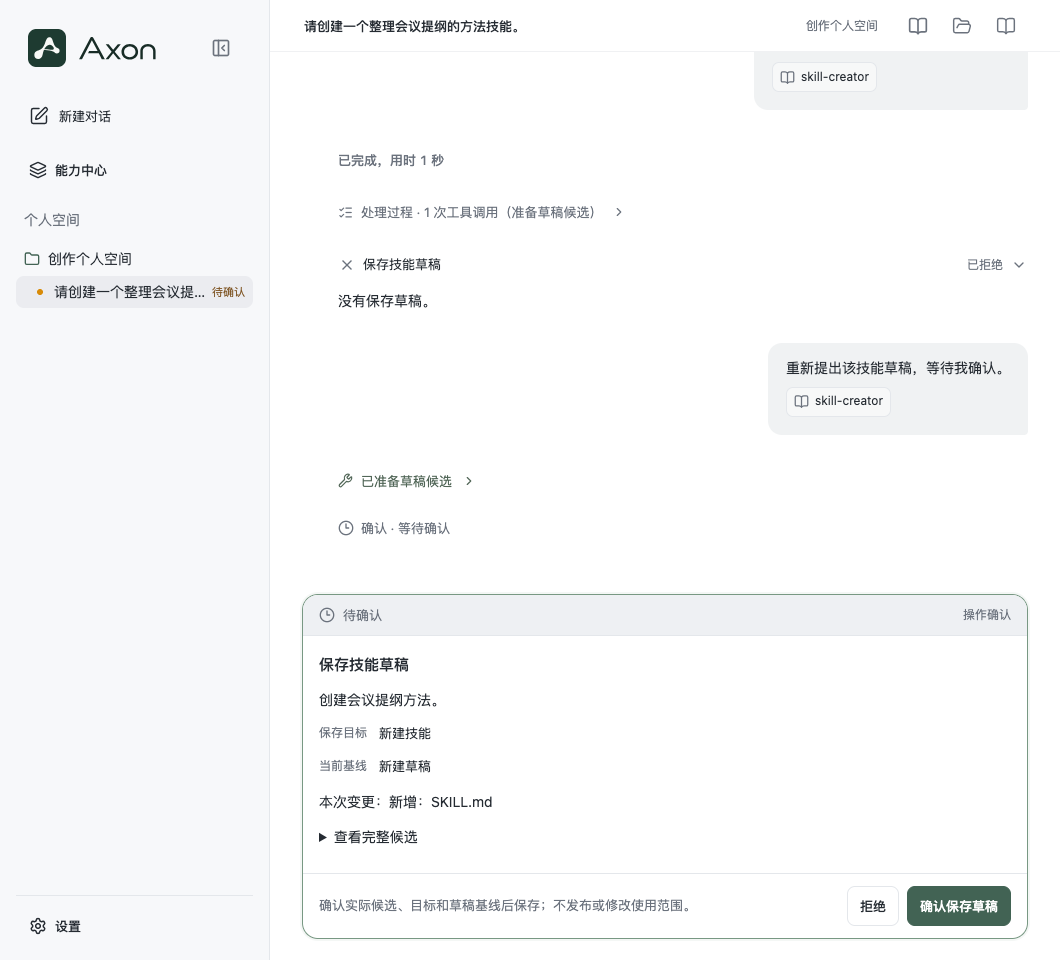 Axon
新建对话
能力中心
个人空间
创作个人空间
请创建一个整理会议提... 待确认
设置
请创建一个整理会议提纲的方法技能。
创作个人空间
skill-creator
已完成，用时 1 秒
处理过程 · 1 次工具调用（准备草稿候选）
保存技能草稿
已拒绝
没有保存草稿。
重新提出该技能草稿，等待我确认。
skill-creator
已准备草稿候选
确认 · 等待确认
待确认
操作确认
保存技能草稿
创建会议提纲方法。
保存目标 新建技能
当前基线 新建草稿
本次变更：新增：SKILL.md
查看完整候选
确认实际候选、目标和草稿基线后保存；不发布或修改使用范围。
拒绝
确认保存草稿